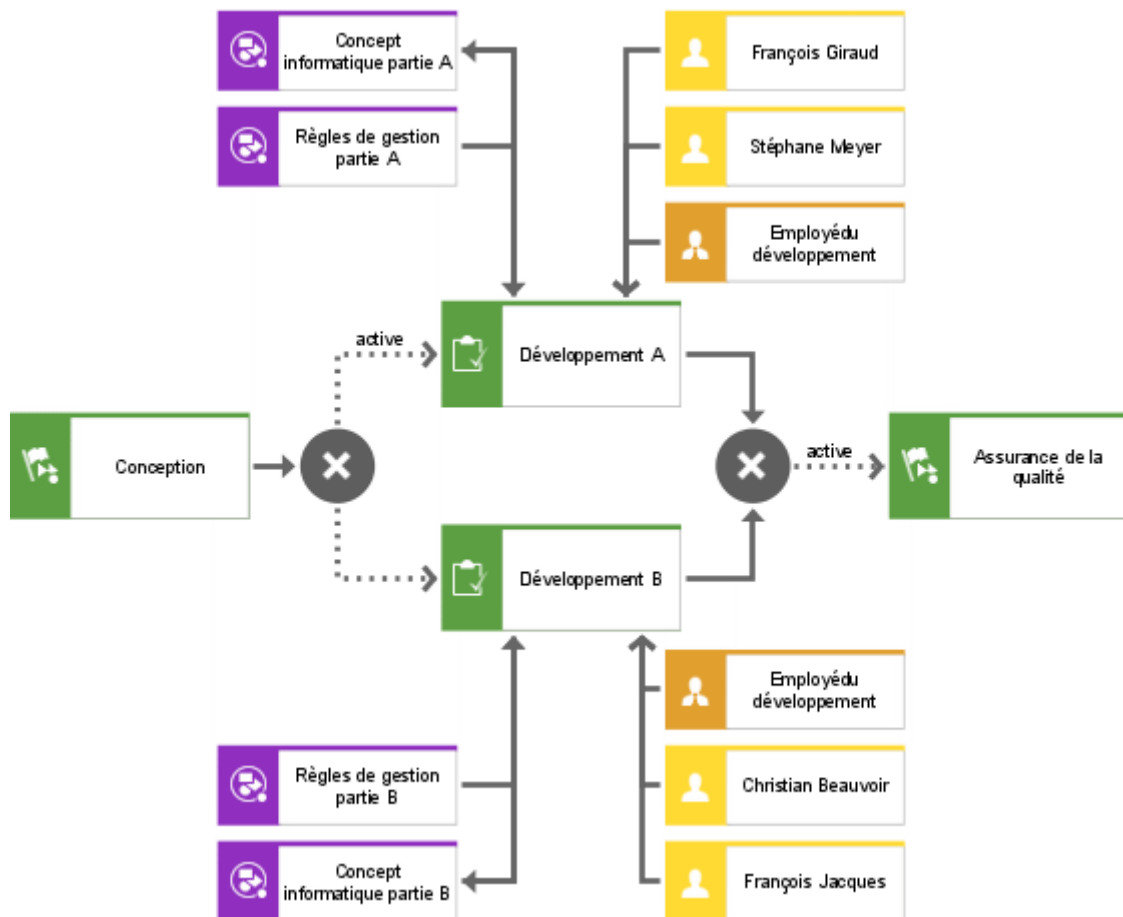 Concept
informatique partie A
François Giraud
Règles de gestion
partie A
Stéphane Meyer
Employédu
développement
active
Développement A
Conception
active
Assurance de la
qualité
Développement B
Employédu
développement
Règles de gestion
partie B
Christian Beauvoir
Concept
informatique partie B
François Jacques